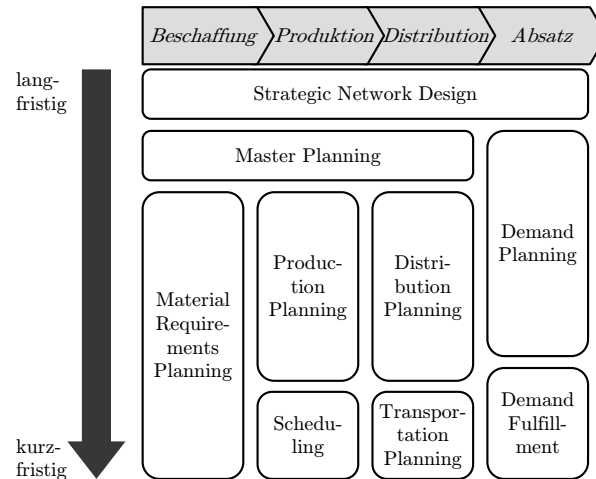 Beschaffung Produktion Distribution Absatz
lang-
fristig
Strategic Network Design
Master Planning
Demand
Planning
Produc-
tion
Planning
Distri-
bution
Planning
Material
Require-
ments
Planning
Schedu-
ling
Transpor-
tation
Planning
Demand
Fulfill-
ment
kurz-
fristig